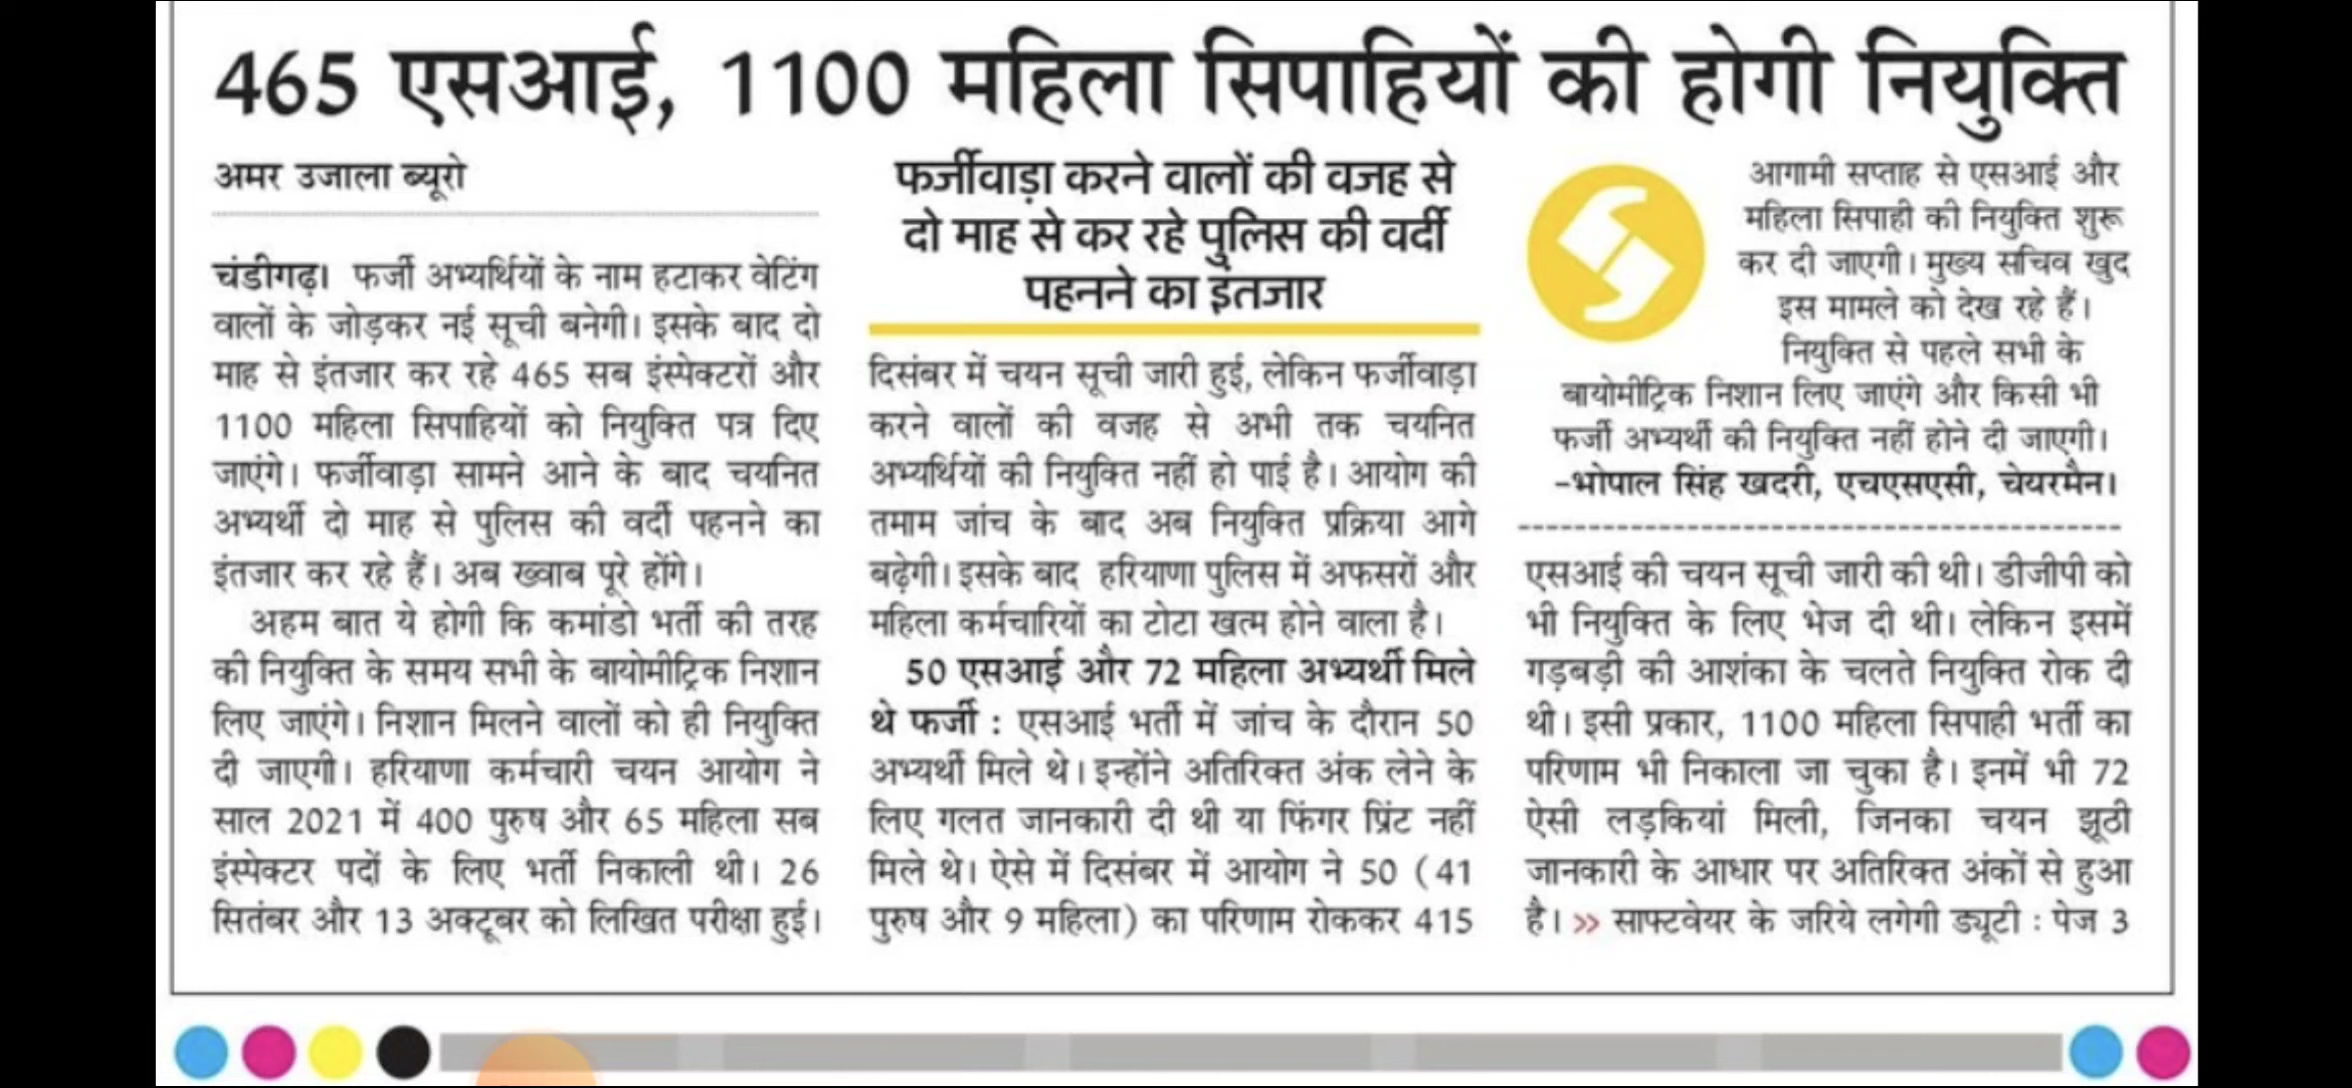 465 एसआई, 1100 महिला सिपाहियों की होगी नियुक्ति
अमर उजाला ब्यूरो
चंडीगढ़। फर्जी अभ्यर्थियों के नाम हटाकर वेटिंग
वालों के जोड़कर नई सूची बनेगी। इसके बाद दो
माह से इंतजार कर रहे 465 सब इंस्पेक्टरों और
1100 महिला सिपाहियों को नियुक्ति पत्र दिए
जाएंगे। फर्जीवाड़ा सामने आने के बाद चयनित
अभ्यर्थी दो माह से पुलिस की वर्दी पहनने का
इंतजार कर रहे हैं। अब ख्वाब पूरे होंगे।
अहम बात ये होगी कि कमांडो भर्ती की तरह
की नियुक्ति के समय सभी के बायोमीट्रिक निशान
लिए जाएंगे। निशान मिलने वालों को ही नियुक्ति
दी जाएगी। हरियाणा कर्मचारी चयन आयोग ने
साल 2021 में 400 पुरुष और 65 महिला सब
इंस्पेक्टर पदों के लिए भर्ती निकाली थी। 26
सितंबर और 13 अक्टूबर को लिखित परीक्षा हुई।
फर्जीवाड़ा करने वालों की वजह से
दो माह से कर रहे पुलिस की वर्दी
पहनने का इंतजार
दिसंबर में चयन सूची जारी हुई, लेकिन फर्जीवाड़ा
करने वालों की वजह से अभी तक चयनित
अभ्यर्थियों की नियुक्ति नहीं हो पाई है। आयोग की
तमाम जांच के बाद अब नियुक्ति प्रक्रिया आगे
बढ़ेगी। इसके बाद हरियाणा पुलिस में अफसरों और
महिला कर्मचारियों का टोटा खत्म होने वाला है।
50 एसआई और 72 महिला अभ्यर्थी मिले
थे फर्जी : एसआई भर्ती में जांच के दौरान 50
अभ्यर्थी मिले थे। इन्होंने अतिरिक्त अंक लेने के
लिए गलत जानकारी दी थी या फिंगर प्रिंट नहीं
मिले थे। ऐसे में दिसंबर में आयोग ने 50 (41
पुरुष और 9 महिला) का परिणाम रोककर 415
आगामी सप्ताह से एसआई और
महिला सिपाही की नियुक्ति शुरू
कर दी जाएगी। मुख्य सचिव खुद
इस मामले को देख रहे हैं।
नियुक्ति से पहले सभी के
बायोमीट्रिक निशान लिए जाएंगे और किसी भी
फर्जी अभ्यर्थी की नियुक्ति नहीं होने दी जाएगी।
-भोपाल सिंह खदरी, एचएसएससी, चेयरमैन।
एसआई की चयन सूची जारी की थी। डीजीपी को
भी नियुक्ति के लिए भेज दी थी। लेकिन इसमें
गड़बड़ी की आशंका के चलते नियुक्ति रोक दी
थी। इसी प्रकार, 1100 महिला सिपाही भर्ती का
परिणाम भी निकाला जा चुका है। इनमें भी 72
ऐसी लड़कियां मिली, जिनका चयन झूठी
जानकारी के आधार पर अतिरिक्त अंकों से हुआ
है। >> साफ्टवेयर के जरिये लगेगी ड्यूटी : पेज 3